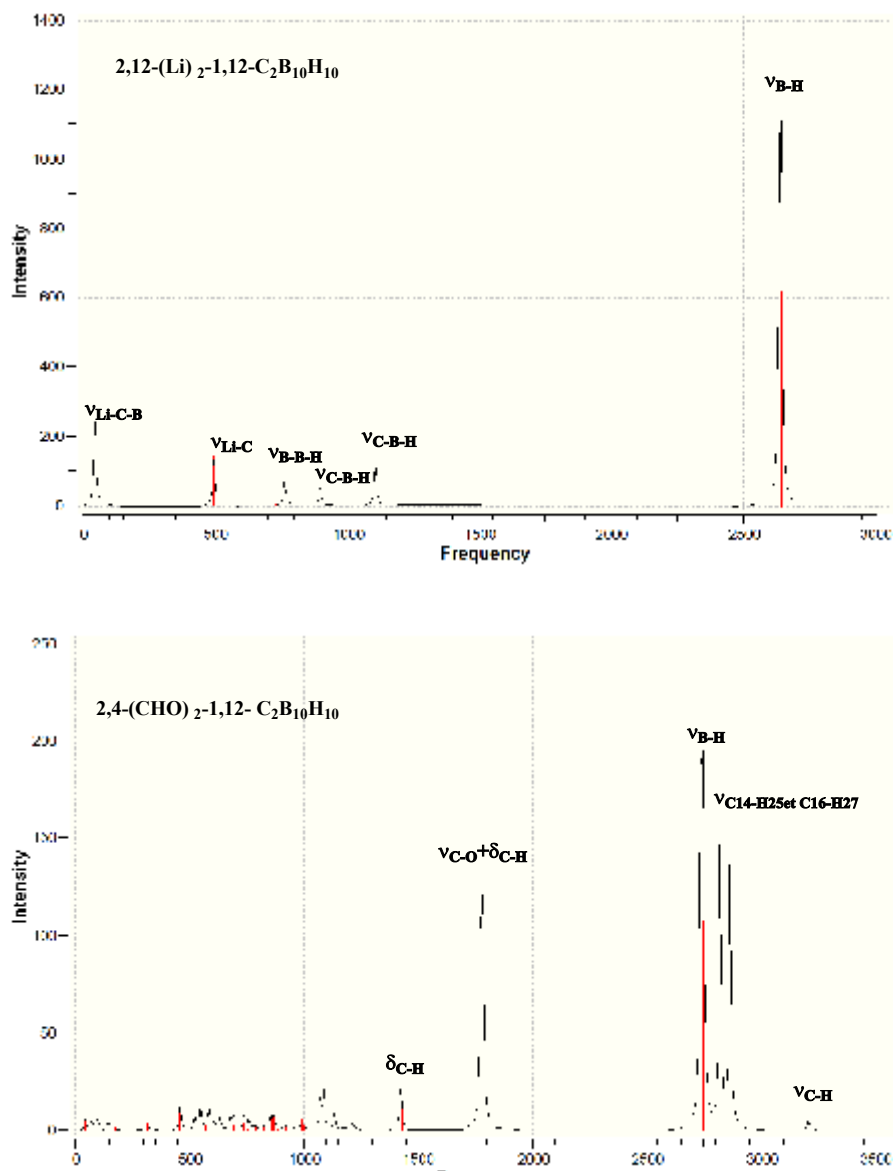 1400
2,12-(Li) 2-1,12-C2B10H10
1200
νB-H
1000
800
Intensity
600
400
νLi-C-B
200
νLi-C
νB-B-H
νC-B-H
νC-B-H
0
0 500 1000 1500 2000 2500 3000
Frequency
250
2,4-(CHO) 2-1,12- C2B10H10
200
νB-H
νC14-H25et C16-H27
150
νC-O+δC-H
Intensity
100
50
δC-H
νC-H
0
0 500 1000 1500 2000 2500 3000 3500